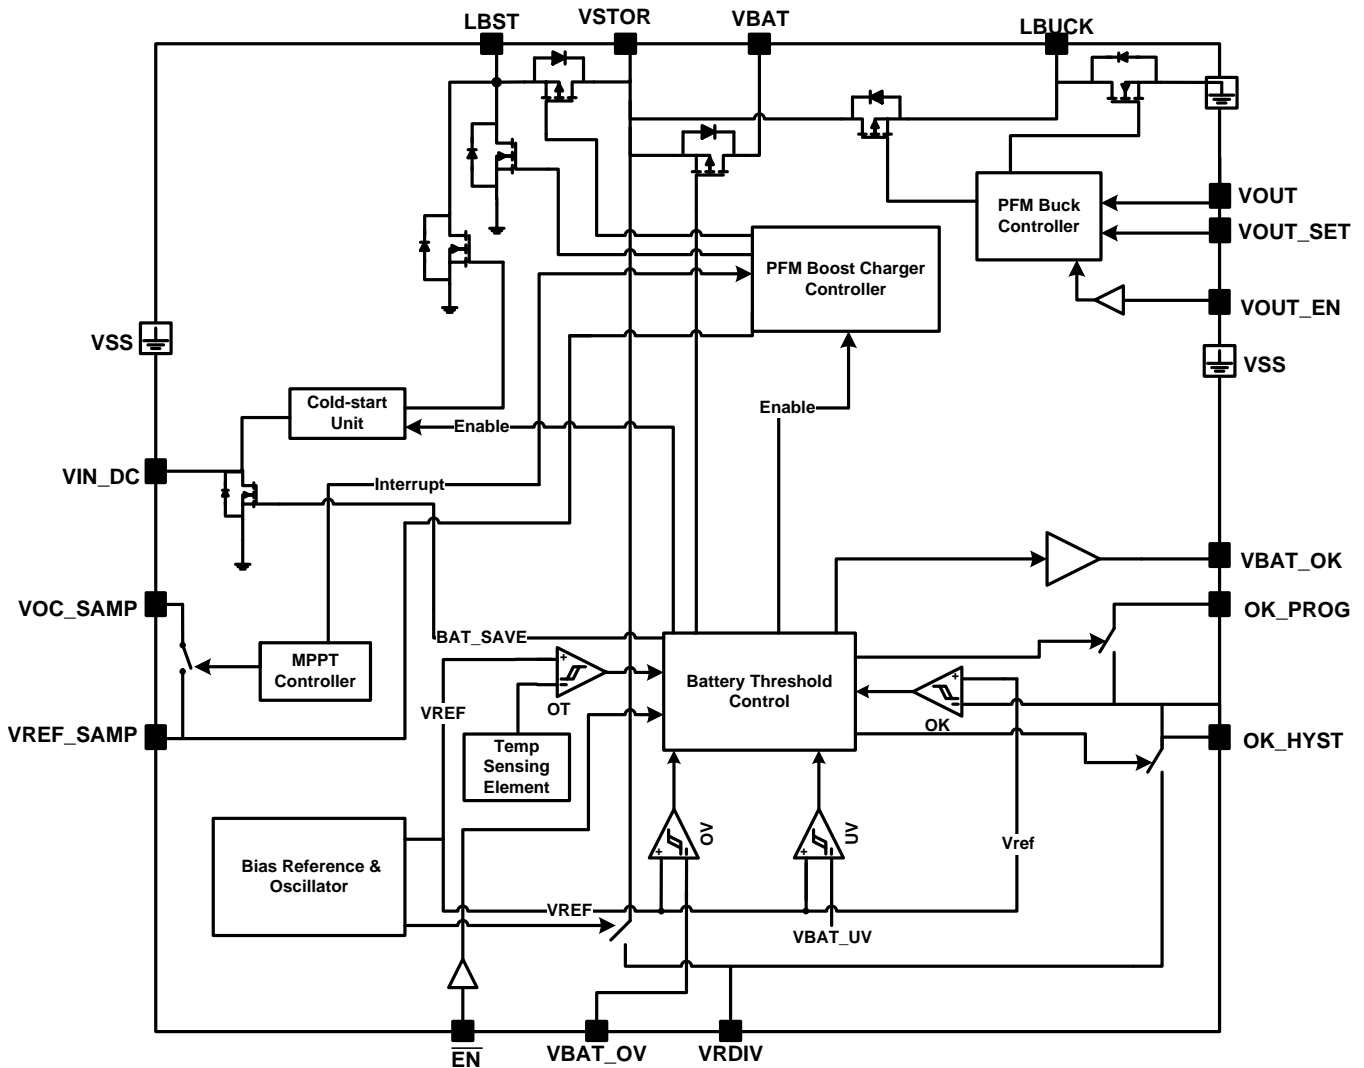 LBST
VSTOR
VBAT
LBUCK
VOUT
VOUT_SET
VOUT_EN
VSS
PFM Buck
Controller
PFM Boost Charger
Controller
VSS
Cold-start
Unit
Enable
Enable
VIN_DC
Interrupt
VBAT_OK
VOC_SAMP
OK_PROG
BAT_SAVE
MPPT
Controller
+
OT
Battery Threshold
Control
+
OK
VREF
VREF_SAMP
OK_HYST
Temp
Sensing
Element
+
OV
+
UV
Vref
Bias Reference &
Oscillator
VREF
VBAT_UV
EN
VBAT_OV
VRDIV